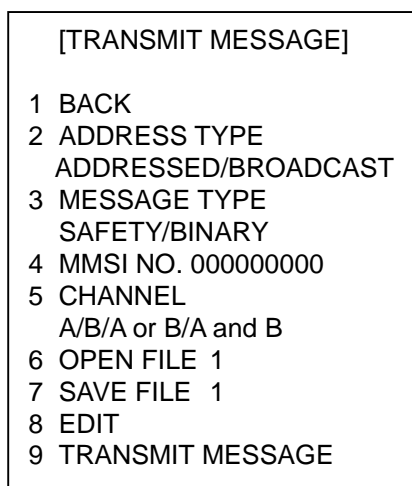 [TRANSMIT MESSAGE]
1 BACK
2 ADDRESS TYPE
ADDRESSED/BROADCAST
3 MESSAGE TYPE
SAFETY/BINARY
4 MMSI NO. 000000000
5 CHANNEL
A/B/A or B/A and B
6 OPEN FILE 1
7 SAVE FILE 1
8 EDIT
9 TRANSMIT MESSAGE